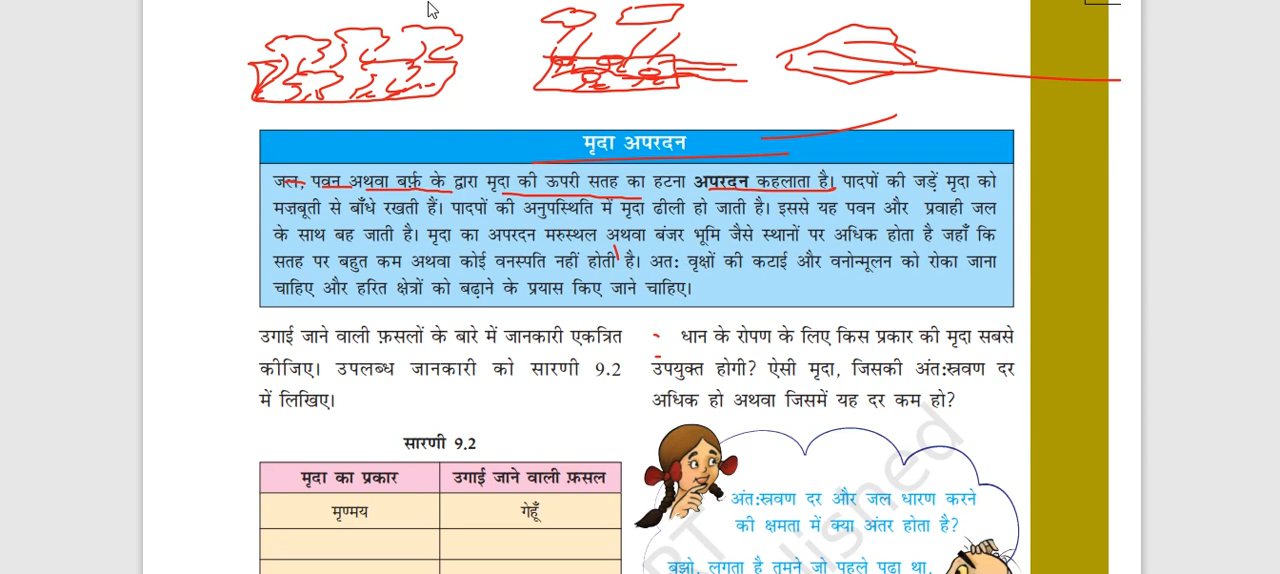 मृदा अपरदन
जल, पवन अथवा बर्फ़ के द्वारा मृदा की ऊपरी सतह का हटना अपरदन कहलाता है। पादपों की जड़ें मृदा को
मज़बूती से बाँधे रखती हैं। पादपों की अनुपस्थिति में मृदा ढीली हो जाती है। इससे यह पवन और प्रवाही जल
के साथ बह जाती है। मृदा का अपरदन मरुस्थल अथवा बंजर भूमि जैसे स्थानों पर अधिक होता है जहाँ कि
सतह पर बहुत कम अथवा कोई वनस्पति नहीं होती है। अतः वृक्षों की कटाई और वनोन्मूलन को रोका जाना
चाहिए और हरित क्षेत्रों को बढ़ाने के प्रयास किए जाने चाहिए।
उगाई जाने वाली फ़सलों के बारे में जानकारी एकत्रित
कीजिए। उपलब्ध जानकारी को सारणी 9.2
में लिखिए।
सारणी 9.2
मृदा का प्रकार उगाई जाने वाली फ़सल
मृण्मय गेहूँ
धान के रोपण के लिए किस प्रकार की मृदा सबसे
उपयुक्त होगी? ऐसी मृदा, जिसकी अंतःस्रवण दर
अधिक हो अथवा जिसमें यह दर कम हो?
अंतःस्रवण दर और जल धारण करने
की क्षमता में क्या अंतर होता है?
बूझो, लगता है तुमने जो पहले पढ़ा था,